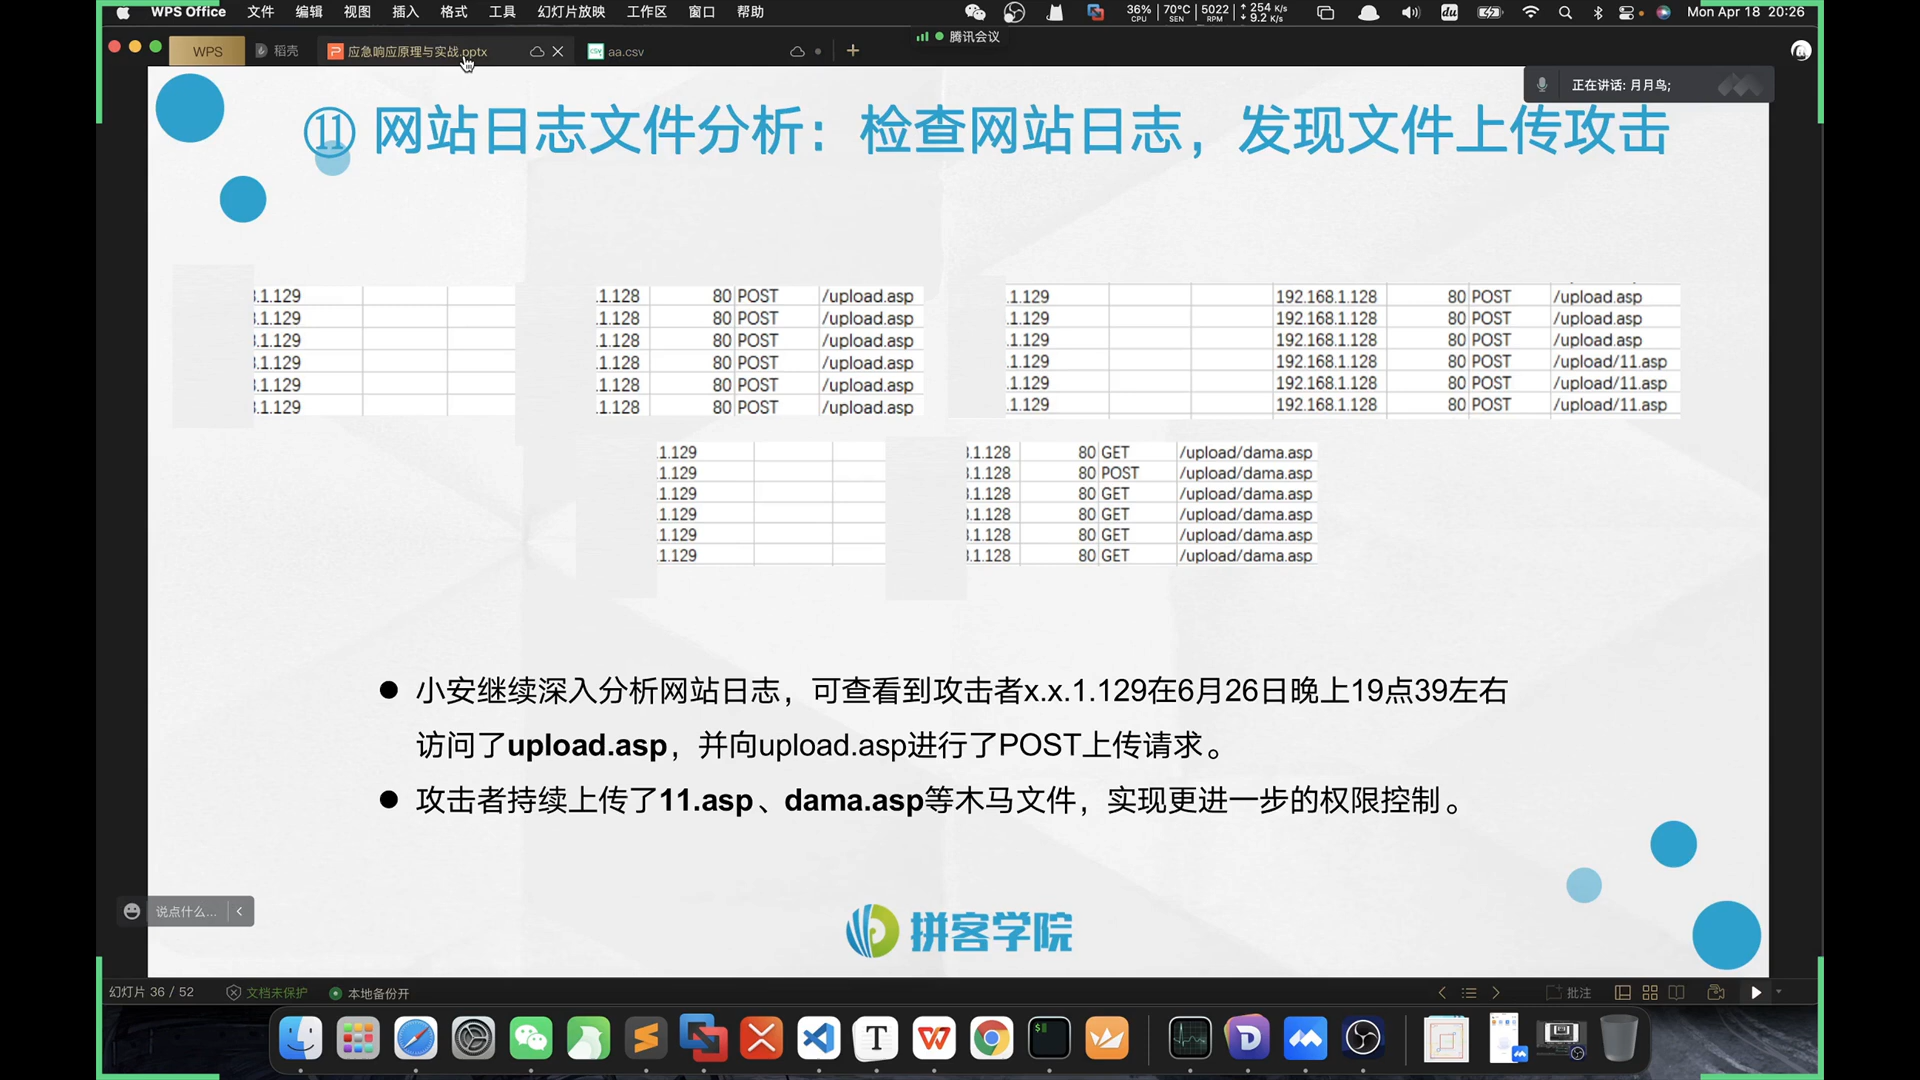 WPS Office 文件 编辑 视图 插入 格式 工具 幻灯片放映 工作区 窗口 帮助
36% CPU 70°C SEN 5022 RPM 254 K/s 9.2 K/s du Mon Apr 18 20:26
WPS 稻壳 应急响应原理与实战.pptx aa.csv
腾讯会议
正在讲话: 月月鸟;
⑪ 网站日志文件分析：检查网站日志，发现文件上传攻击
.1.129 .1.128 80 POST /upload.asp
.1.129 .1.128 80 POST /upload.asp
.1.129 .1.128 80 POST /upload.asp
.1.129 .1.128 80 POST /upload.asp
.1.129 .1.128 80 POST /upload.asp
.1.129 .1.128 80 POST /upload.asp
.1.129 192.168.1.128 80 POST /upload.asp
.1.129 192.168.1.128 80 POST /upload.asp
.1.129 192.168.1.128 80 POST /upload.asp
.1.129 192.168.1.128 80 POST /upload/11.asp
.1.129 192.168.1.128 80 POST /upload/11.asp
.1.129 192.168.1.128 80 POST /upload/11.asp
.1.129 .1.128 80 GET /upload/dama.asp
.1.129 .1.128 80 POST /upload/dama.asp
.1.129 .1.128 80 GET /upload/dama.asp
.1.129 .1.128 80 GET /upload/dama.asp
.1.129 .1.128 80 GET /upload/dama.asp
.1.129 .1.128 80 GET /upload/dama.asp
● 小安继续深入分析网站日志，可查看到攻击者x.x.1.129在6月26日晚上19点39左右
访问了upload.asp，并向upload.asp进行了POST上传请求。
● 攻击者持续上传了11.asp、dama.asp等木马文件，实现更进一步的权限控制。
说点什么...
拼客学院
幻灯片 36 / 52 文档未保护 本地备份开 批注